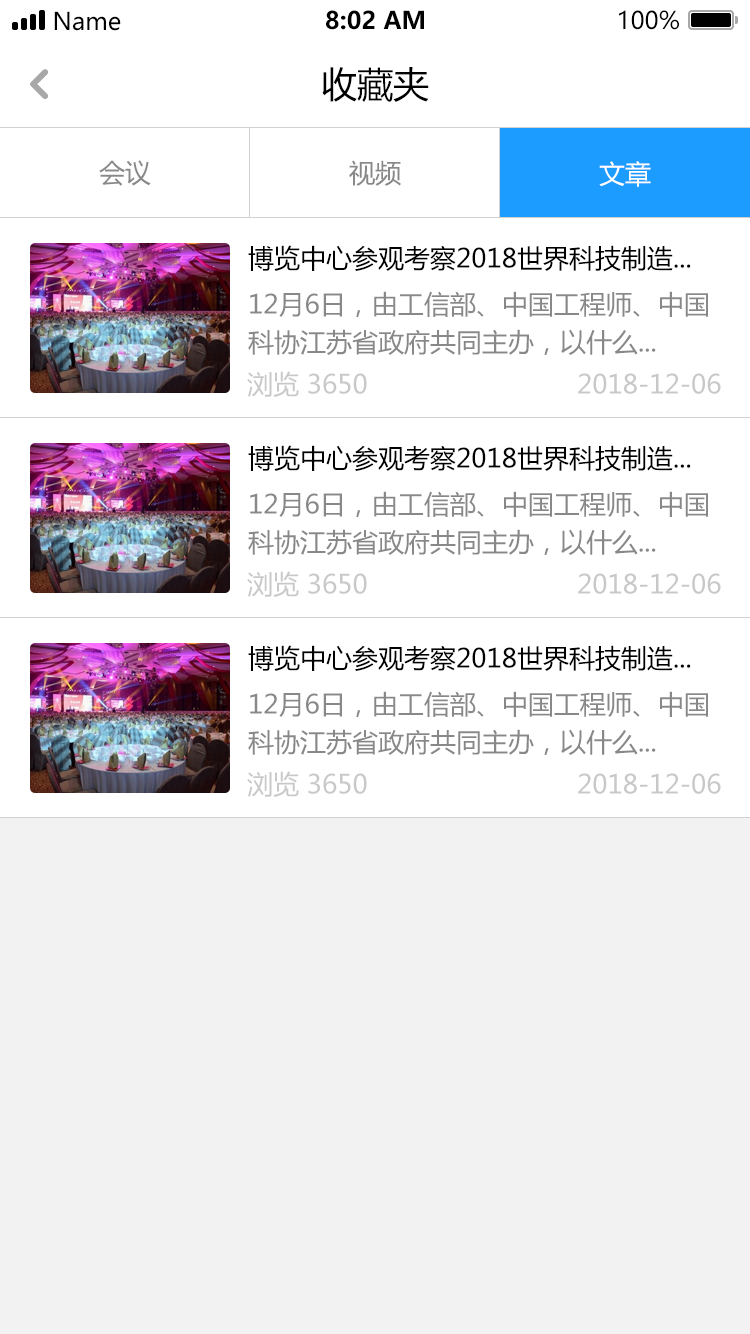 Name 8:02 AM 100%
收藏夹
会议 视频 文章
博览中心参观考察2018世界科技制造...
12月6日，由工信部、中国工程师、中国
科协江苏省政府共同主办，以什么...
浏览 3650 2018-12-06
博览中心参观考察2018世界科技制造...
12月6日，由工信部、中国工程师、中国
科协江苏省政府共同主办，以什么...
浏览 3650 2018-12-06
博览中心参观考察2018世界科技制造...
12月6日，由工信部、中国工程师、中国
科协江苏省政府共同主办，以什么...
浏览 3650 2018-12-06